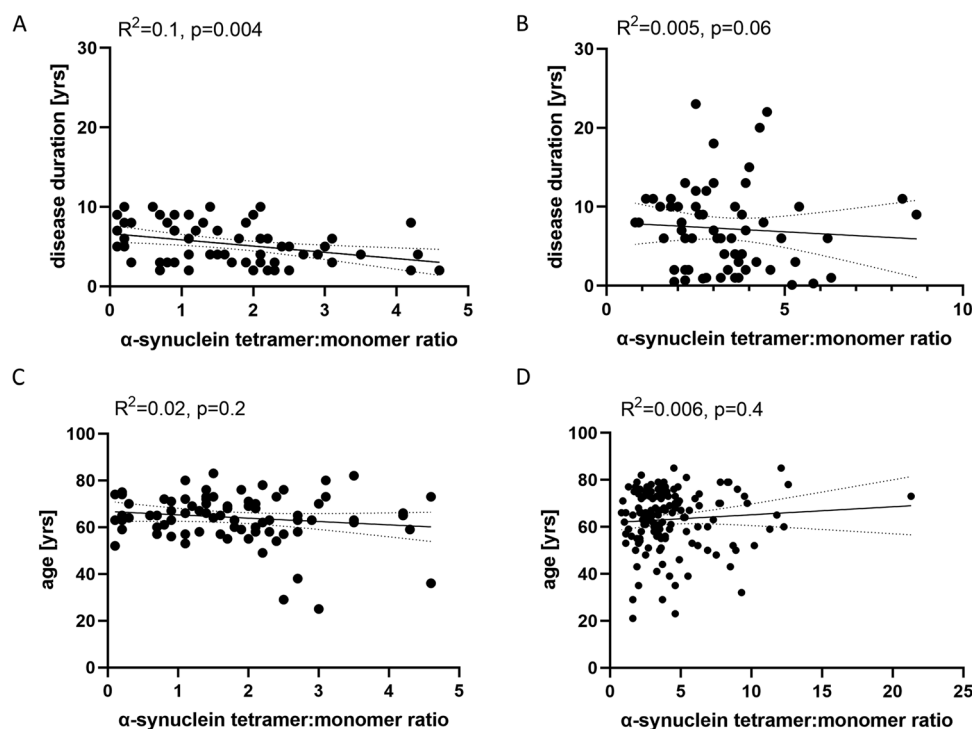 A
R²=0.1, p=0.004
disease duration [yrs]
30
20
10
0
0 1 2 3 4 5
α-synuclein tetramer:monomer ratio
B
R²=0.005, p=0.06
disease duration [yrs]
30
20
10
0
0 5 10
α-synuclein tetramer:monomer ratio
C
R²=0.02, p=0.2
age [yrs]
100
80
60
40
20
0
0 1 2 3 4 5
α-synuclein tetramer:monomer ratio
D
R²=0.006, p=0.4
age [yrs]
100
80
60
40
20
0
0 5 10 15 20 25
α-synuclein tetramer:monomer ratio